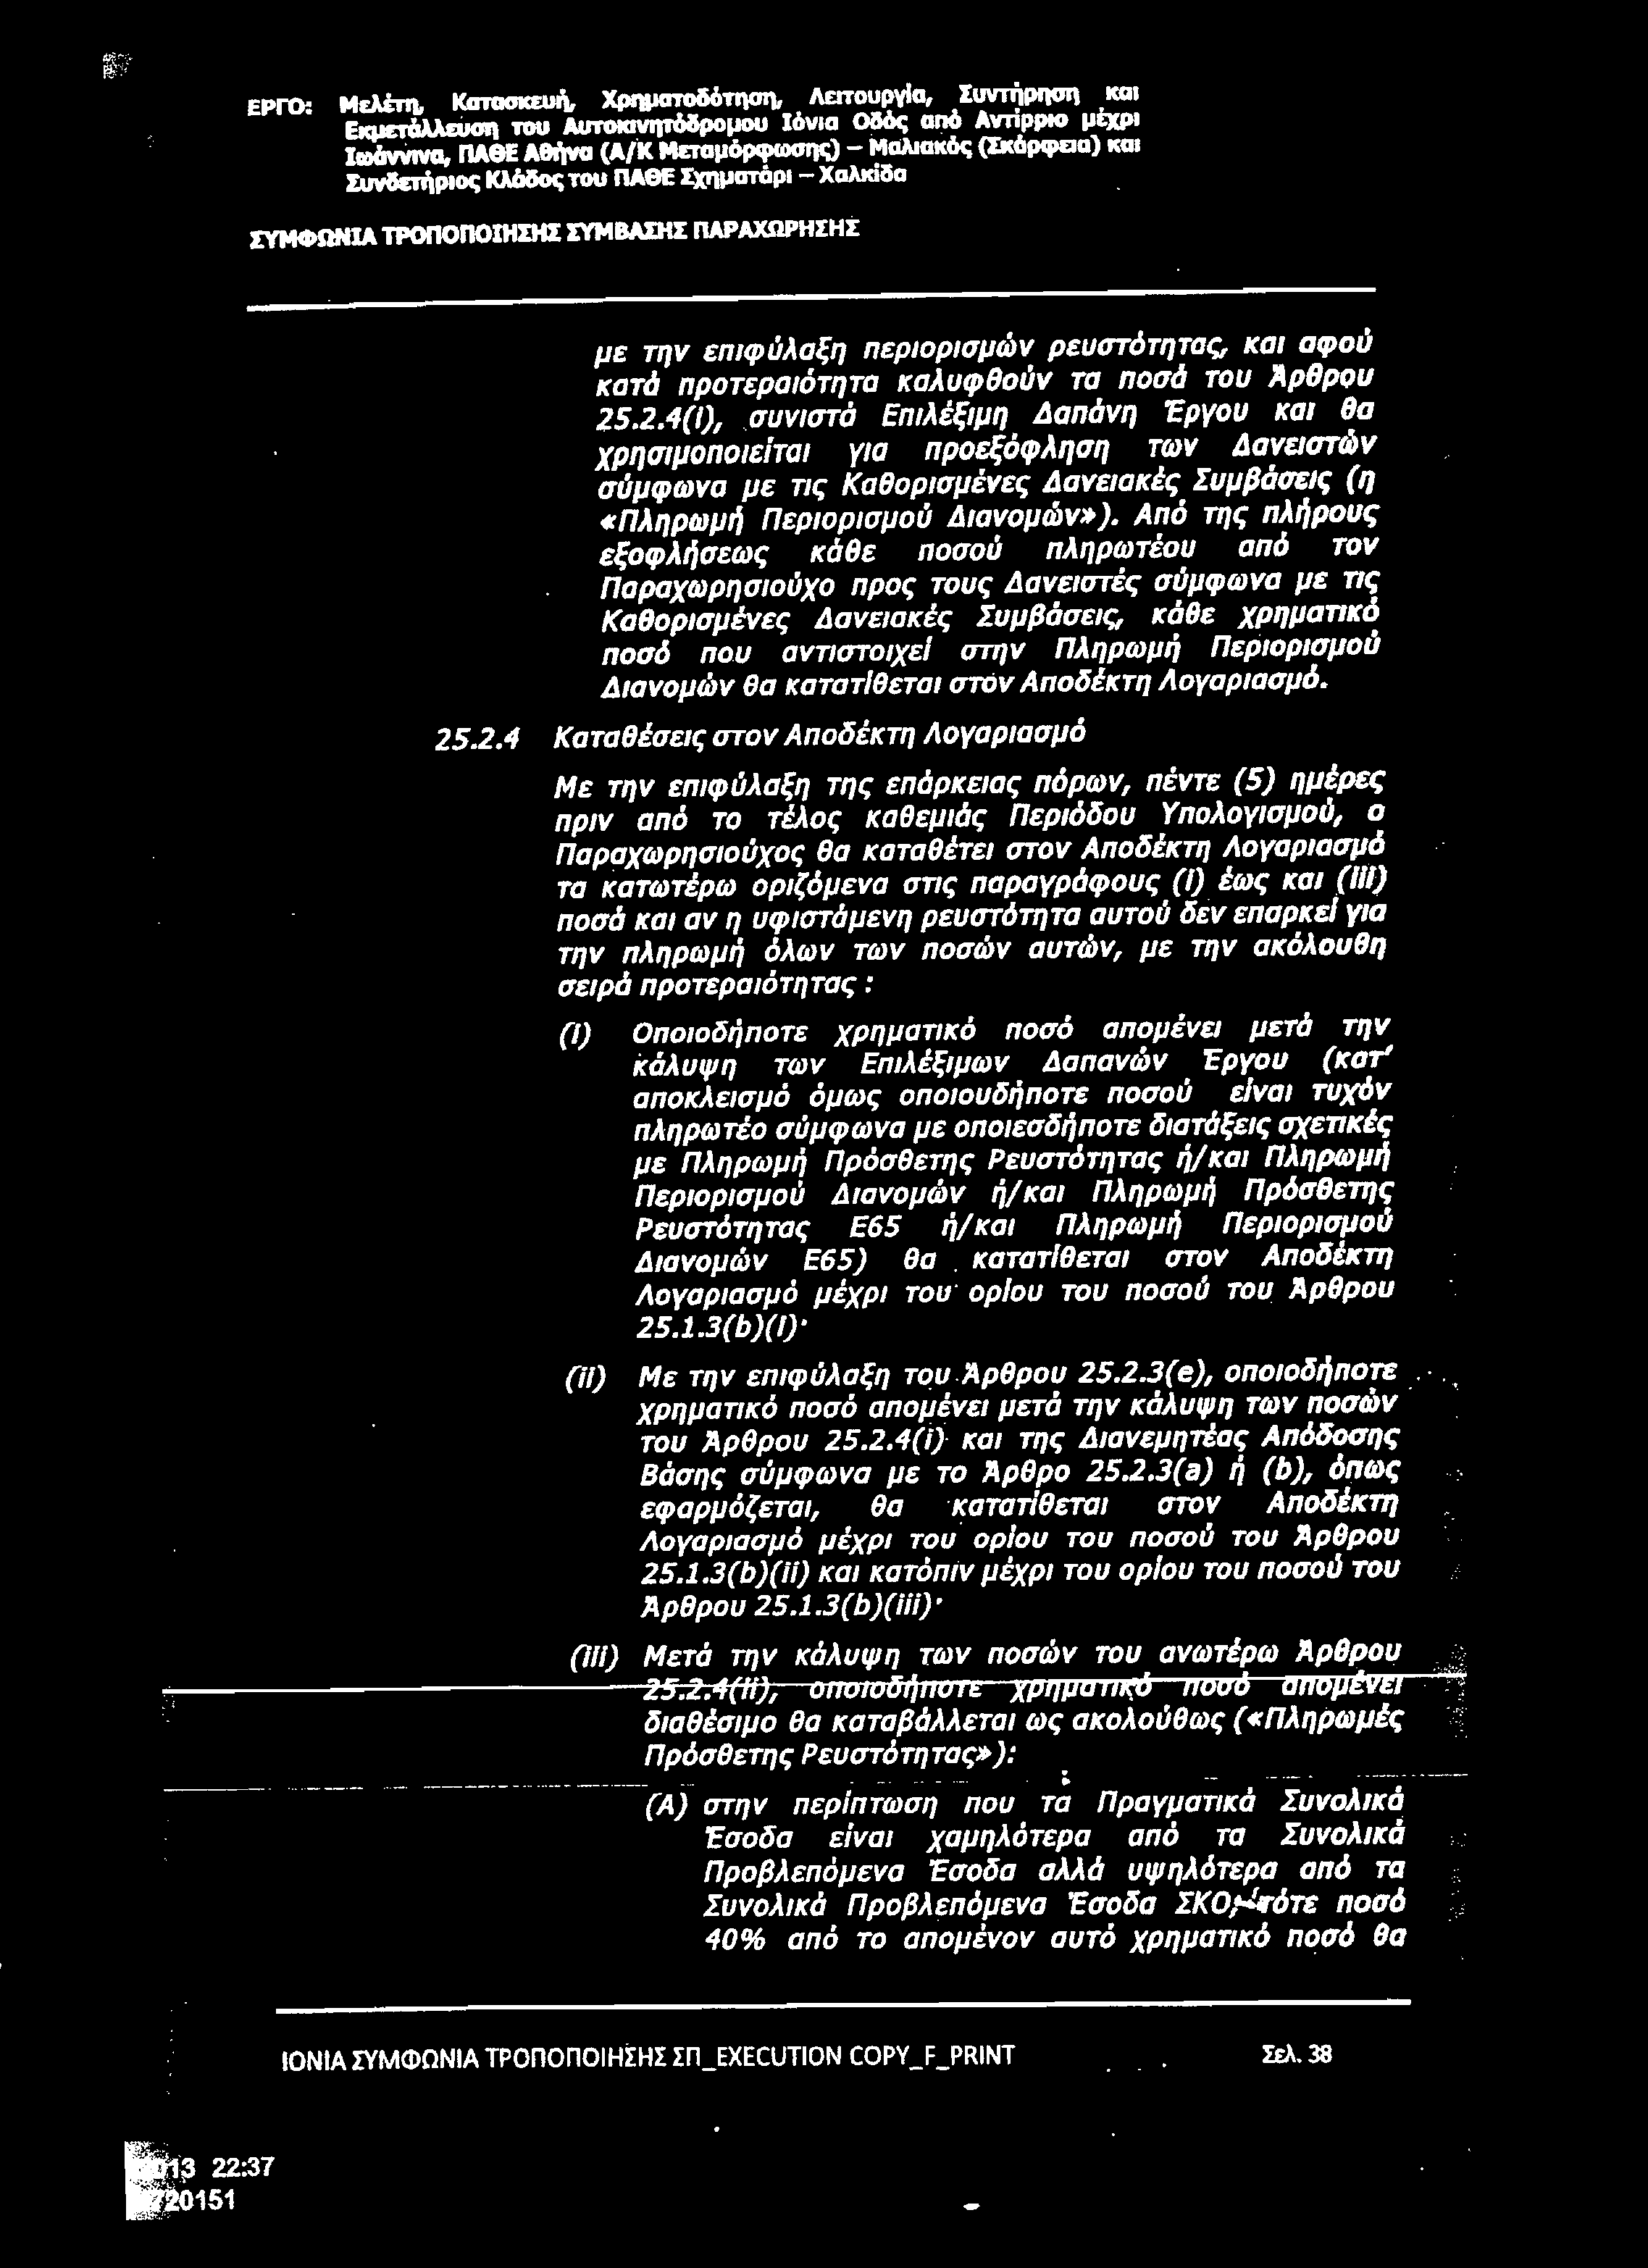 ΕΡΓΟ: Μελέτη, Κατασκευή, Χρηματοδότηση, Λειτουργία, Συντήρηση και
Εκμετάλλευση του Αυτοκινητόδρομου Ιόνια Οδός από Αντίρριο μέχρι
Ιωάννινα, ΠΑΘΕ Αθήνα (Α/Κ Μεταμόρφωσης) – Μαλιακός (Σκάρφεια) και
Συνδετήριος Κλάδος του ΠΑΘΕ Σχηματάρι – Χαλκίδα
ΣΥΜΦΩΝΙΑ ΤΡΟΠΟΠΟΙΗΣΗΣ ΣΥΜΒΑΣΗΣ ΠΑΡΑΧΩΡΗΣΗΣ
με την επιφύλαξη περιορισμών ρευστότητας, και αφού
κατά προτεραιότητα καλυφθούν τα ποσά του Άρθρου
25.2.4(i), συνιστά Επιλέξιμη Δαπάνη Έργου και θα
χρησιμοποιείται για προεξόφληση των Δανειστών
σύμφωνα με τις Καθορισμένες Δανειακές Συμβάσεις (η
«Πληρωμή Περιορισμού Διανομών»). Από της πλήρους
εξοφλήσεως κάθε ποσού πληρωτέου από τον
Παραχωρησιούχο προς τους Δανειστές σύμφωνα με τις
Καθορισμένες Δανειακές Συμβάσεις, κάθε χρηματικό
ποσό που αντιστοιχεί στην Πληρωμή Περιορισμού
Διανομών θα κατατίθεται στον Αποδέκτη Λογαριασμό.
25.2.4 Καταθέσεις στον Αποδέκτη Λογαριασμό
Με την επιφύλαξη της επάρκειας πόρων, πέντε (5) ημέρες
πριν από το τέλος καθεμιάς Περιόδου Υπολογισμού, ο
Παραχωρησιούχος θα καταθέτει στον Αποδέκτη Λογαριασμό
τα κατωτέρω οριζόμενα στις παραγράφους (i) έως και (iii)
ποσά και αν η υφιστάμενη ρευστότητα αυτού δεν επαρκεί για
την πληρωμή όλων των ποσών αυτών, με την ακόλουθη
σειρά προτεραιότητας :
(i) Οποιοδήποτε χρηματικό ποσό απομένει μετά την
κάλυψη των Επιλέξιμων Δαπανών Έργου (κατ'
αποκλεισμό όμως οποιουδήποτε ποσού είναι τυχόν
πληρωτέο σύμφωνα με οποιεσδήποτε διατάξεις σχετικές
με Πληρωμή Πρόσθετης Ρευστότητας ή/και Πληρωμή
Περιορισμού Διανομών ή/και Πληρωμή Πρόσθετης
Ρευστότητας Ε65 ή/και Πληρωμή Περιορισμού
Διανομών Ε65) θα κατατίθεται στον Αποδέκτη
Λογαριασμό μέχρι του ορίου του ποσού του Άρθρου
25.1.3(b)(i)·
(ii) Με την επιφύλαξη του Άρθρου 25.2.3(e), οποιοδήποτε
χρηματικό ποσό απομένει μετά την κάλυψη των ποσών
του Άρθρου 25.2.4(i) και της Διανεμητέας Απόδοσης
Βάσης σύμφωνα με το Άρθρο 25.2.3(a) ή (b), όπως
εφαρμόζεται, θα κατατίθεται στον Αποδέκτη
Λογαριασμό μέχρι του ορίου του ποσού του Άρθρου
25.1.3(b)(ii) και κατόπιν μέχρι του ορίου του ποσού του
Άρθρου 25.1.3(b)(iii)·
(iii) Μετά την κάλυψη των ποσών του ανωτέρω Άρθρου
25.2.4(ii), οποιοδήποτε χρηματικό ποσό απομένει
διαθέσιμο θα καταβάλλεται ως ακολούθως («Πληρωμές
Πρόσθετης Ρευστότητας»):
(A) στην περίπτωση που τα Πραγματικά Συνολικά
Έσοδα είναι χαμηλότερα από τα Συνολικά
Προβλεπόμενα Έσοδα αλλά υψηλότερα από τα
Συνολικά Προβλεπόμενα Έσοδα ΣΚΟ, τότε ποσό
40% από το απομένον αυτό χρηματικό ποσό θα
ΙΟΝΙΑ ΣΥΜΦΩΝΙΑ ΤΡΟΠΟΠΟΙΗΣΗΣ ΣΠ_EXECUTION COPY_F_PRINT Σελ. 38
13 22:37
20151